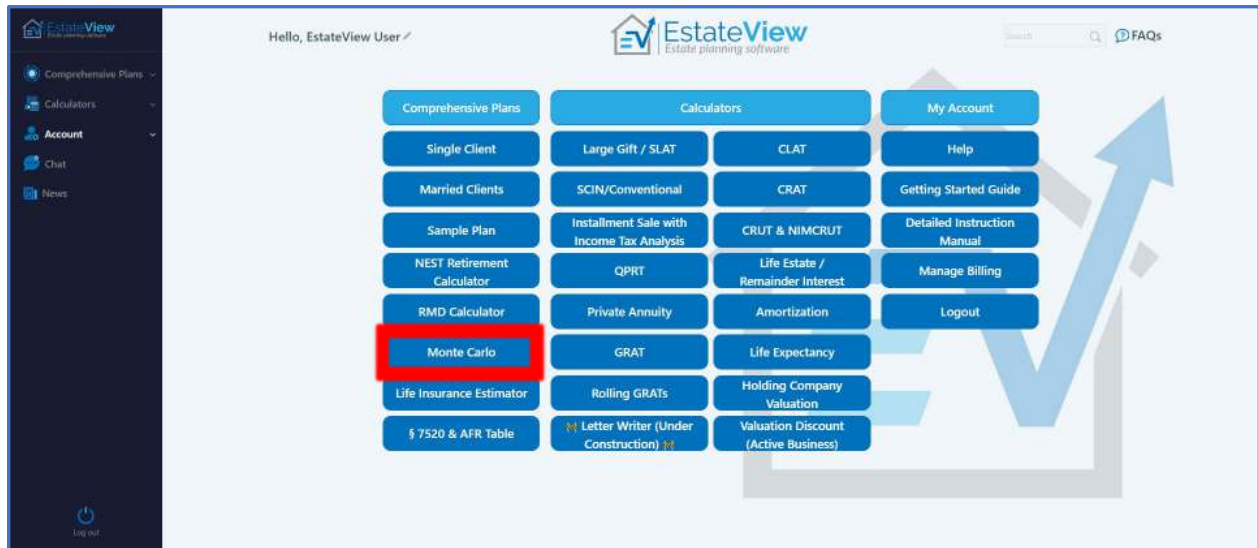 EstateView
Estate planning software
Comprehensive Plans
Calculators
Account
Chat
News
Log out
Hello, EstateView User
EstateView
Estate planning software
Search
FAQs
Comprehensive Plans
Calculators
My Account
Single Client
Large Gift / SLAT
CLAT
Help
Married Clients
SCIN/Conventional
CRAT
Getting Started Guide
Sample Plan
Installment Sale with
Income Tax Analysis
CRUT & NIMCRUT
Detailed Instruction
Manual
NEST Retirement
Calculator
QPRT
Life Estate /
Remainder Interest
Manage Billing
RMD Calculator
Private Annuity
Amortization
Logout
Monte Carlo
GRAT
Life Expectancy
Life Insurance Estimator
Rolling GRATs
Holding Company
Valuation
§ 7520 & AFR Table
Letter Writer (Under
Construction)
Valuation Discount
(Active Business)